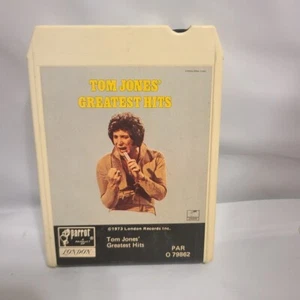 TOM JONES'
GREATEST HITS
©1973 London Records Inc.
parrot
LONDON
Tom Jones'
Greatest Hits
PAR
O 79862